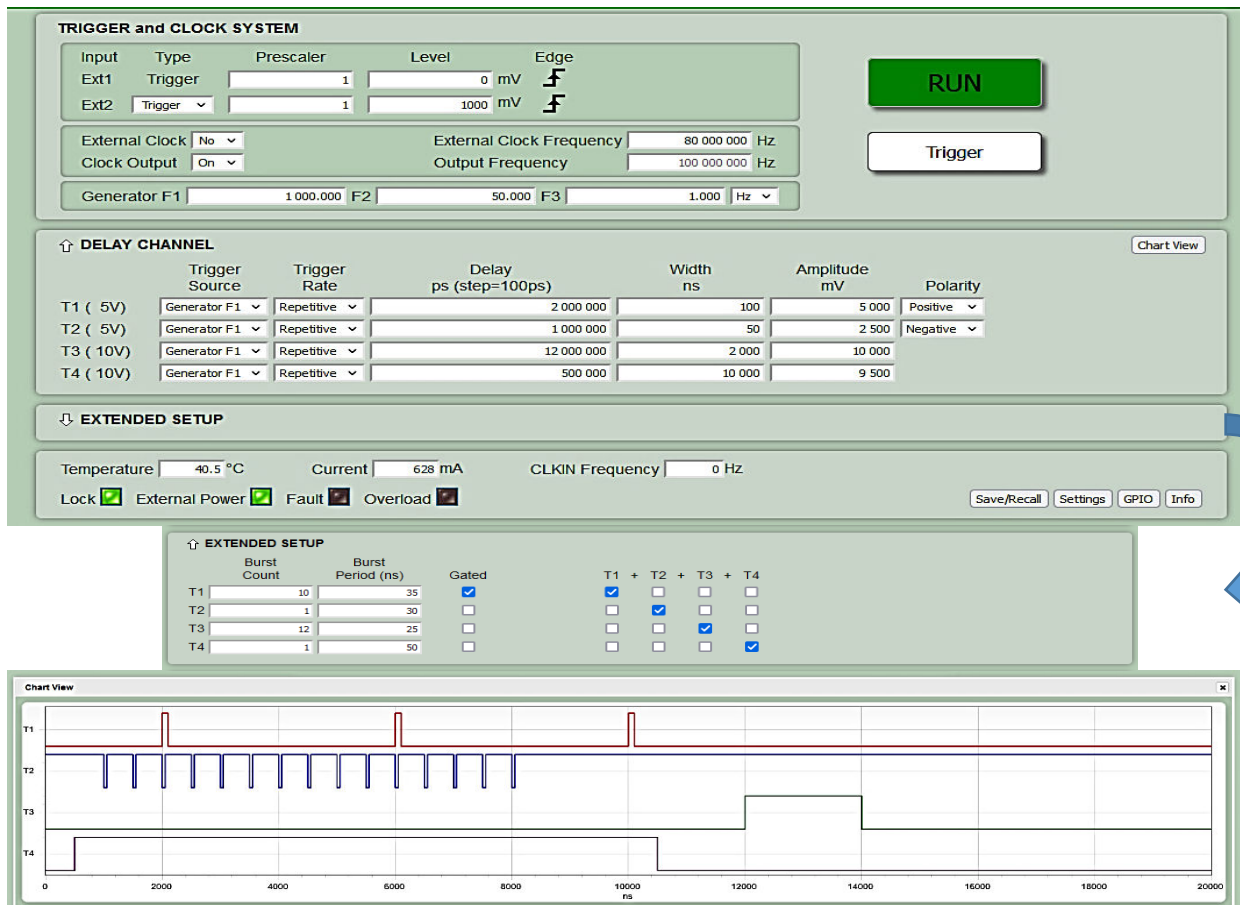 TRIGGER and CLOCK SYSTEM
Input Type Prescaler Level Edge
Ext1 Trigger 1 0 mV
Ext2 Trigger 1 1000 mV
RUN
External Clock No External Clock Frequency 80 000 000 Hz
Clock Output On Output Frequency 100 000 000 Hz
Trigger
Generator F1 1 000.000 F2 50.000 F3 1.000 Hz
DELAY CHANNEL Chart View
Trigger Trigger Delay Width Amplitude
Source Rate ps (step=100ps) ns mV Polarity
T1 ( 5V) Generator F1 Repetitive 2 000 000 100 5 000 Positive
T2 ( 5V) Generator F1 Repetitive 1 000 000 50 2 500 Negative
T3 ( 10V) Generator F1 Repetitive 12 000 000 2 000 10 000
T4 ( 10V) Generator F1 Repetitive 500 000 10 000 9 500
EXTENDED SETUP
Temperature 40.5 °C Current 628 mA CLKIN Frequency 0 Hz
Lock External Power Fault Overload Save/Recall Settings GPIO Info
EXTENDED SETUP
Burst Burst
Count Period (ns) Gated T1 + T2 + T3 + T4
T1 10 35
T2 1 30
T3 12 25
T4 1 50
Chart View
T1
T2
T3
T4
0 2000 4000 6000 8000 10000 12000 14000 16000 18000 20000
ns